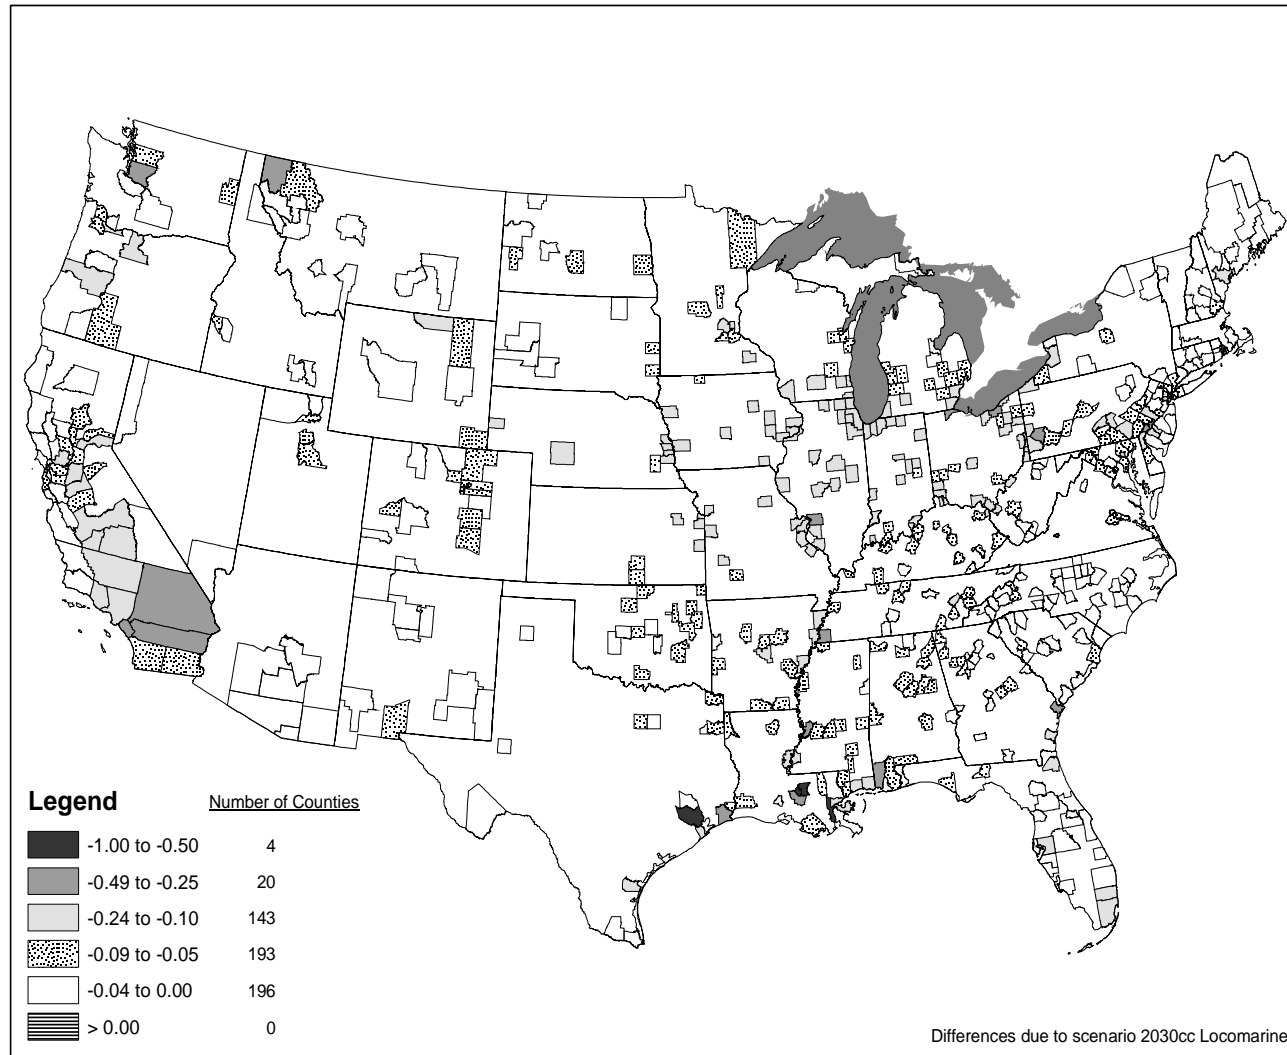 Legend Number of Counties
-1.00 to -0.50 4
-0.49 to -0.25 20
-0.24 to -0.10 143
-0.09 to -0.05 193
-0.04 to 0.00 196
> 0.00 0
Differences due to scenario 2030cc Locomarine